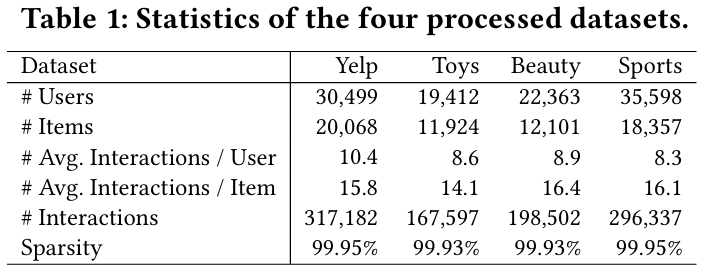 Table 1: Statistics of the four processed datasets.
Dataset Yelp Toys Beauty Sports
# Users 30,499 19,412 22,363 35,598
# Items 20,068 11,924 12,101 18,357
# Avg. Interactions / User 10.4 8.6 8.9 8.3
# Avg. Interactions / Item 15.8 14.1 16.4 16.1
# Interactions 317,182 167,597 198,502 296,337
Sparsity 99.95% 99.93% 99.93% 99.95%